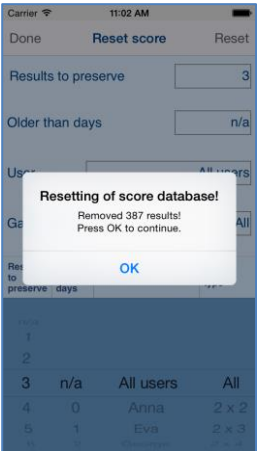 Carrier 11:02 AM
Done Reset score Reset
Results to preserve 3
Older than days n/a
User All users
Resetting of score database!
Removed 387 results!
Press OK to continue.
All
OK
to
preserve days
n/a
1
2
3 n/a All users All
4 0 Anna 2 x 2
5 1 Eva 2 x 3